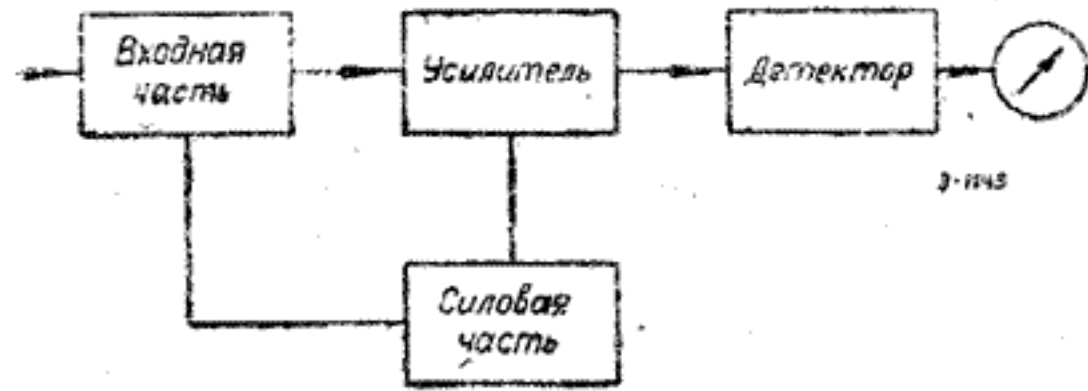 Входная
часть
Усилитель
Детектор
Силовая
часть